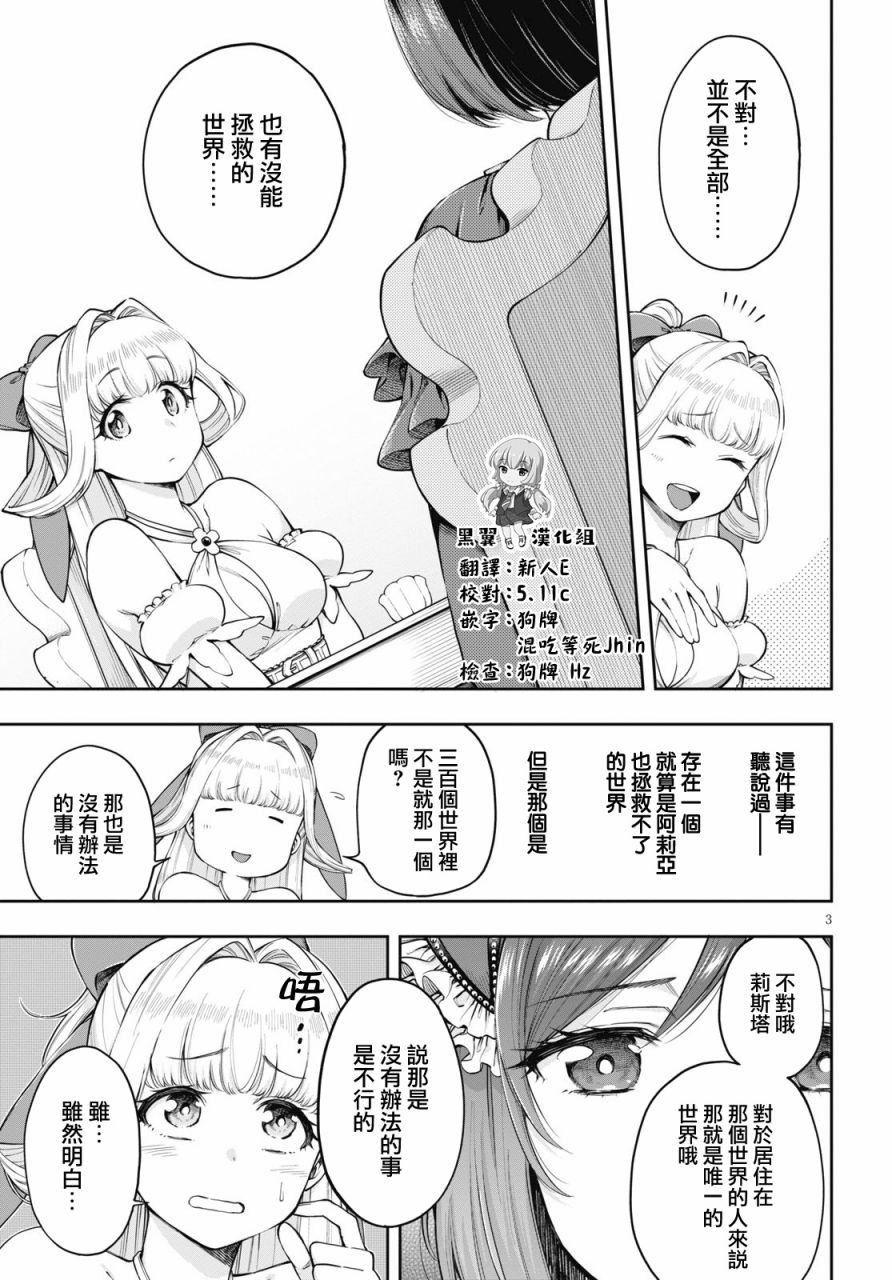 不對…
並不是全部……
也有沒能
拯救的
世界……
黑翼
漢化組
翻譯：新人E
校對：5.11c
嵌字：狗牌
混吃等死Jhin
檢查：狗牌 Hz
這件事有
聽說過——
存在一個
就算是阿莉亞
也拯救不了
的世界
但是那個是
三百個世界裡
不是就那一個
嗎？
那也是
沒有辦法
的事情
3
不對哦
莉斯塔
對於居住在
那個世界的人來說
那就是唯一的
世界哦
說那是
沒有辦法的事
是不行的
唔…
雖…
雖然明白…